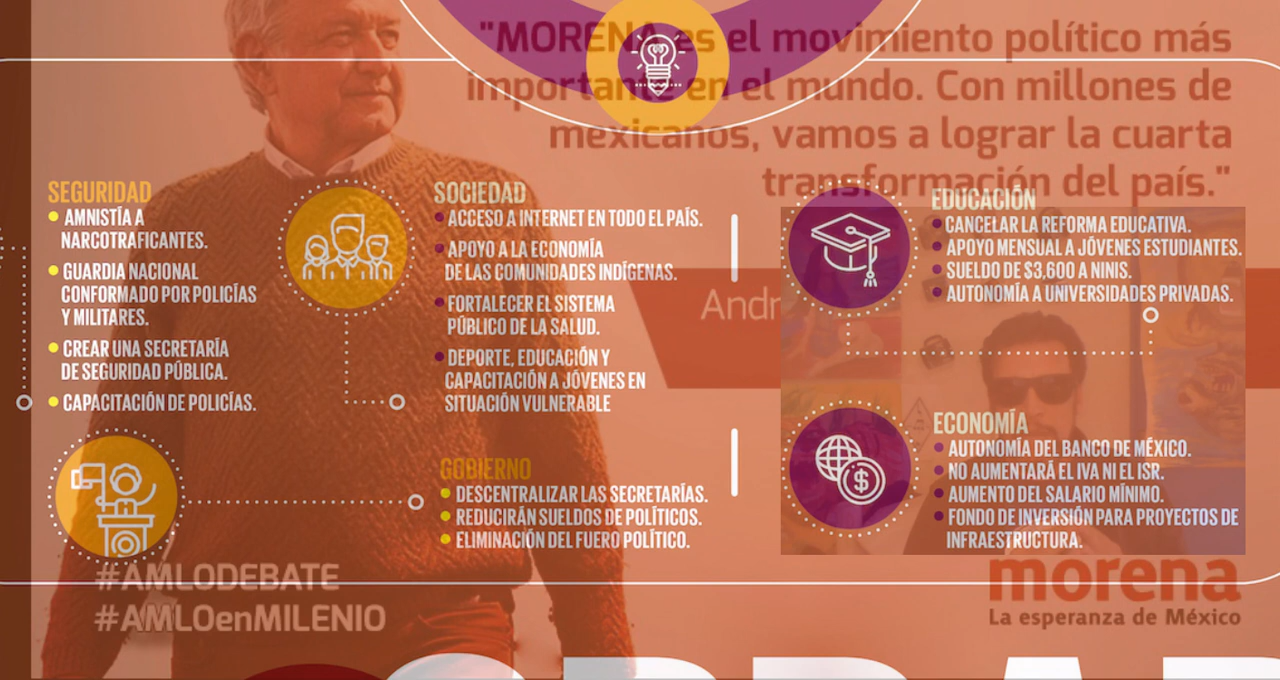 "MORENA es el movimiento político más
importante en el mundo. Con millones de
mexicanos, vamos a lograr la cuarta
transformación del país."
SEGURIDAD
AMNISTÍA A
NARCOTRAFICANTES.
GUARDIA NACIONAL
CONFORMADO POR POLICÍAS
Y MILITARES.
CREAR UNA SECRETARÍA
DE SEGURIDAD PÚBLICA.
CAPACITACIÓN DE POLICÍAS.
SOCIEDAD
ACCESO A INTERNET EN TODO EL PAÍS.
APOYO A LA ECONOMÍA
DE LAS COMUNIDADES INDÍGENAS.
FORTALECER EL SISTEMA
PÚBLICO DE LA SALUD.
DEPORTE, EDUCACIÓN Y
CAPACITACIÓN A JÓVENES EN
SITUACIÓN VULNERABLE
GOBIERNO
DESCENTRALIZAR LAS SECRETARÍAS.
REDUCIRÁN SUELDOS DE POLÍTICOS.
ELIMINACIÓN DEL FUERO POLÍTICO.
EDUCACIÓN
CANCELAR LA REFORMA EDUCATIVA.
APOYO MENSUAL A JÓVENES ESTUDIANTES.
SUELDO DE $3,600 A NINIS.
AUTONOMÍA A UNIVERSIDADES PRIVADAS.
Andr
ECONOMÍA
AUTONOMÍA DEL BANCO DE MÉXICO.
NO AUMENTARÁ EL IVA NI EL ISR.
AUMENTO DEL SALARIO MÍNIMO.
FONDO DE INVERSIÓN PARA PROYECTOS DE
INFRAESTRUCTURA.
#AMLODEBATE
#AMLOenMILENIO
morena
La esperanza de México